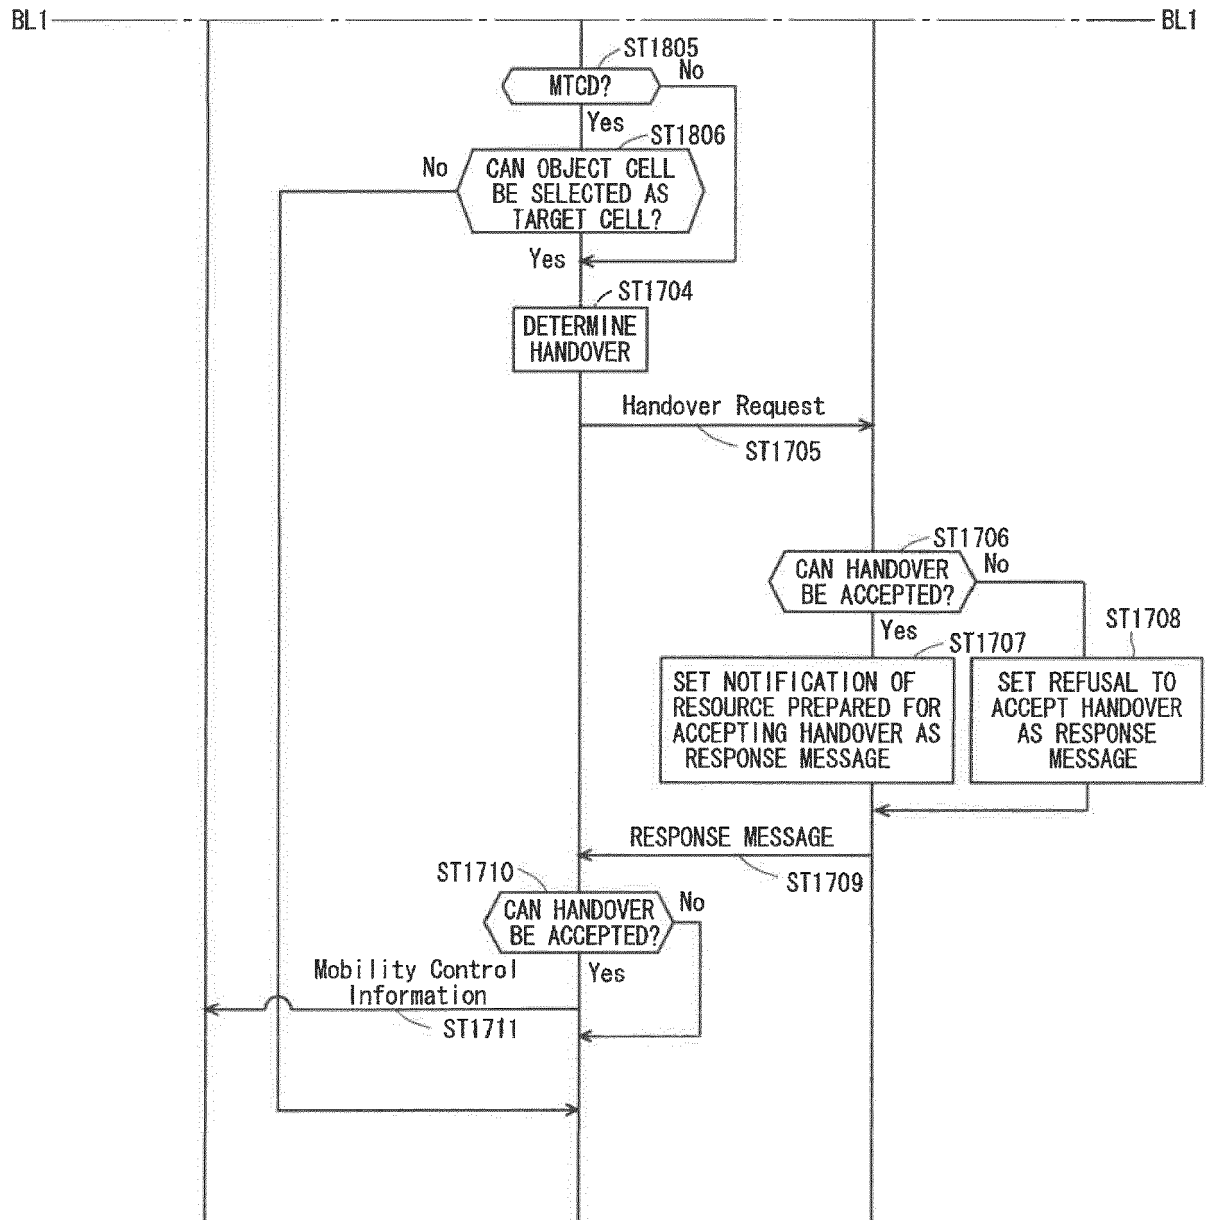 BL1
BL1
ST1805
MTCD?
No
Yes
ST1806
No
CAN OBJECT CELL
BE SELECTED AS
TARGET CELL?
Yes
ST1704
DETERMINE
HANDOVER
Handover Request
ST1705
ST1706
CAN HANDOVER
BE ACCEPTED?
No
Yes
ST1707
ST1708
SET NOTIFICATION OF
RESOURCE PREPARED FOR
ACCEPTING HANDOVER AS
RESPONSE MESSAGE
SET REFUSAL TO
ACCEPT HANDOVER
AS RESPONSE
MESSAGE
RESPONSE MESSAGE
ST1709
ST1710
CAN HANDOVER
BE ACCEPTED?
No
Yes
Mobility Control
Information
ST1711